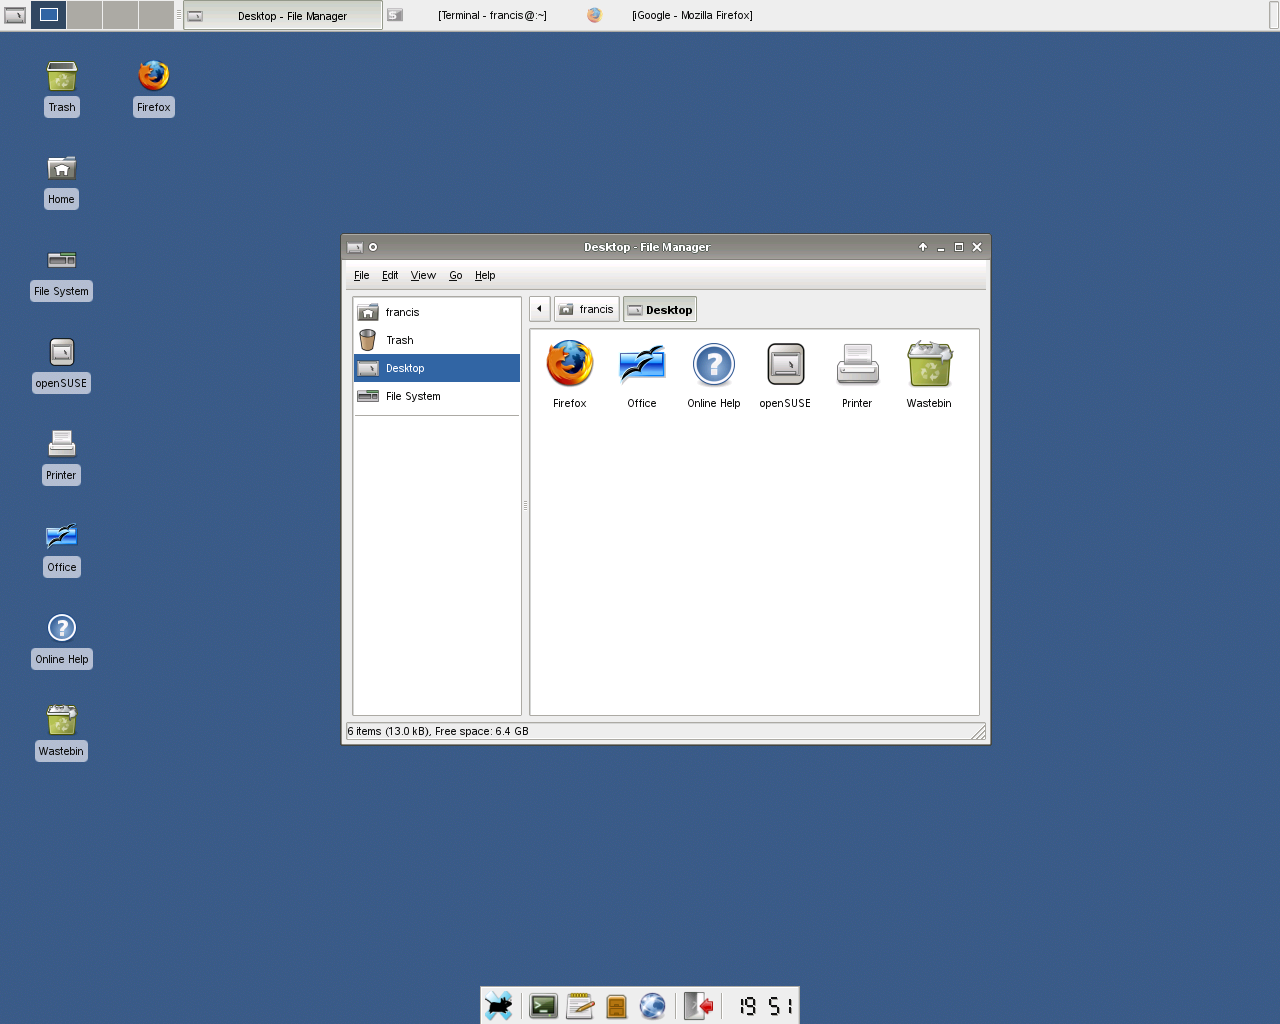 Desktop - File Manager
[Terminal - francis@:~]
[iGoogle - Mozilla Firefox]
Trash
Firefox
Home
File System
openSUSE
Printer
Office
Online Help
Wastebin
Desktop - File Manager
File Edit View Go Help
francis
Trash
Desktop
File System
francis
Desktop
Firefox
Office
Online Help
openSUSE
Printer
Wastebin
6 items (13.0 kB), Free space: 6.4 GB
19 51